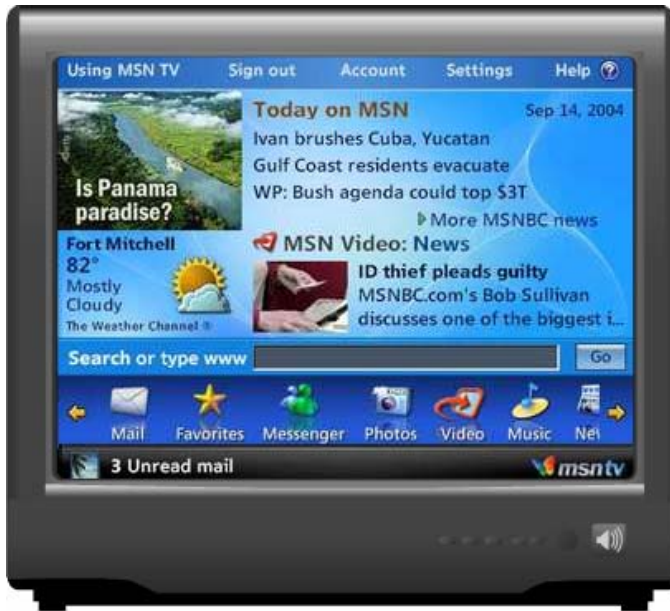 Using MSN TV Sign out Account Settings Help ?
Is Panama
paradise?
Today on MSN Sep 14, 2004
Ivan brushes Cuba, Yucatan
Gulf Coast residents evacuate
WP: Bush agenda could top $3T
More MSNBC news
Fort Mitchell
82°
Mostly
Cloudy
The Weather Channel ®
MSN Video: News
ID thief pleads guilty
MSNBC.com's Bob Sullivan
discusses one of the biggest i...
Search or type www Go
Mail Favorites Messenger Photos Video Music
3 Unread mail msntv